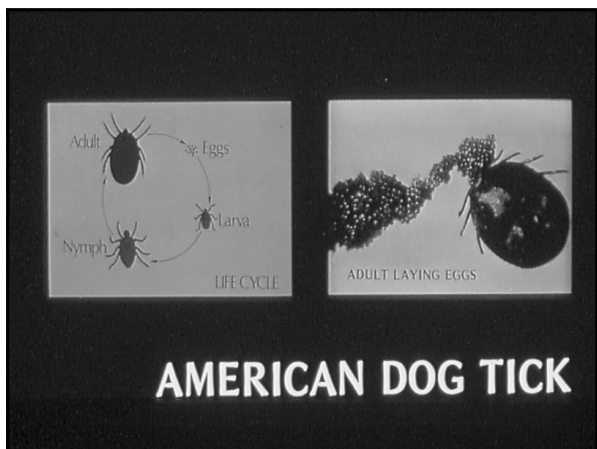 Adult
Eggs
Larva
Nymph
LIFE CYCLE
ADULT LAYING EGGS
AMERICAN DOG TICK